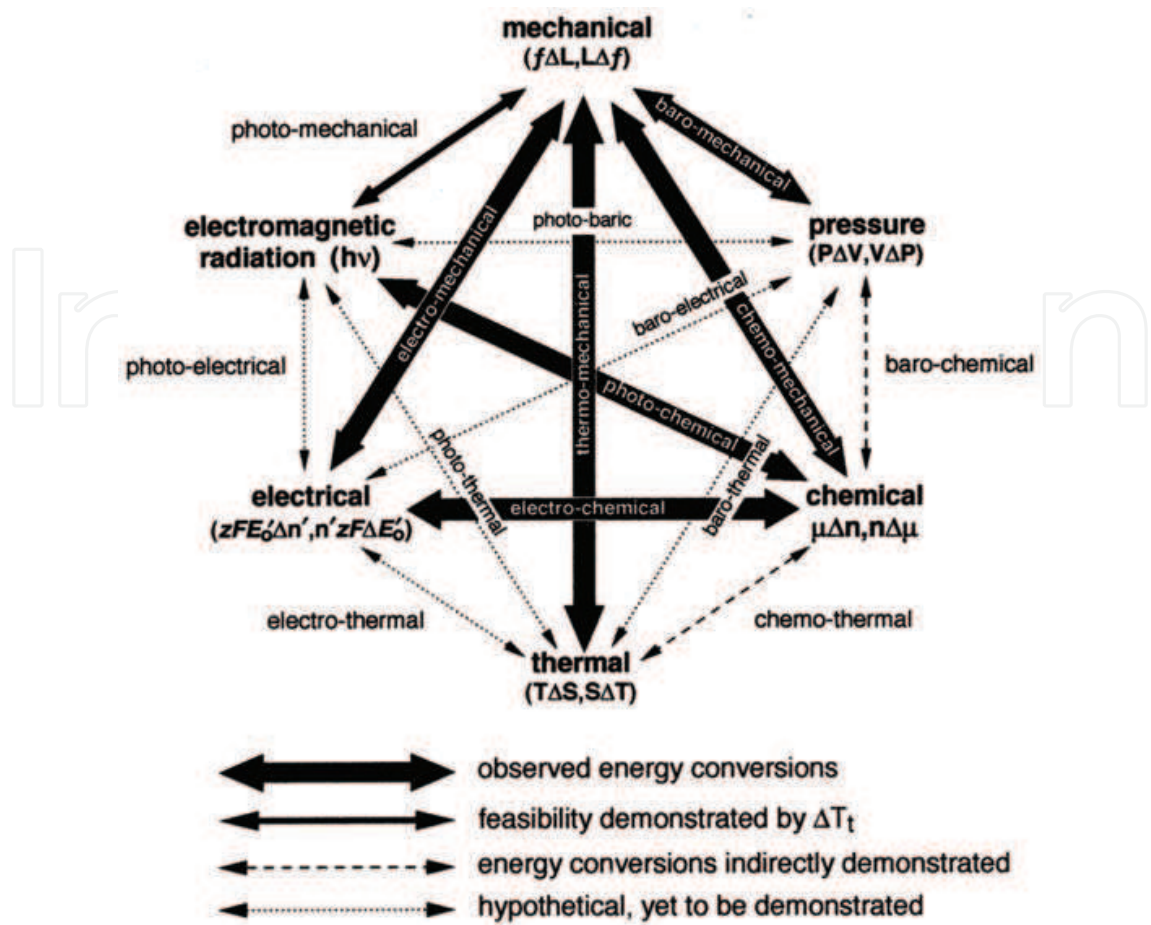 mechanical
(fΔL,LΔf)
photo-mechanical
baro-mechanical
electromagnetic
radiation (hν)
photo-baric
pressure
(PΔV,VΔP)
electro-mechanical
thermo-mechanical
baro-electrical
chemo-mechanical
photo-electrical
photo-chemical
baro-chemical
photo-thermal
baro-thermal
electrical
(zFE₀′Δn′,n′zFΔE₀′)
electro-chemical
chemical
μΔn,nΔμ
electro-thermal
chemo-thermal
thermal
(TΔS,SΔT)
observed energy conversions
feasibility demonstrated by ΔTₜ
energy conversions indirectly demonstrated
hypothetical, yet to be demonstrated